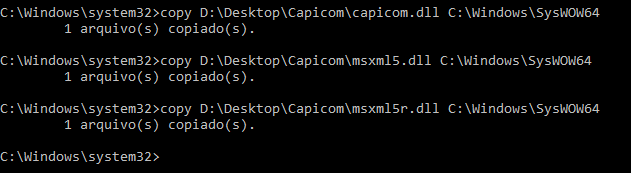 C:\Windows\system32>copy D:\Desktop\Capicom\capicom.dll C:\Windows\SysWOW64
1 arquivo(s) copiado(s).
C:\Windows\system32>copy D:\Desktop\Capicom\msxml5.dll C:\Windows\SysWOW64
1 arquivo(s) copiado(s).
C:\Windows\system32>copy D:\Desktop\Capicom\msxml5r.dll C:\Windows\SysWOW64
1 arquivo(s) copiado(s).
C:\Windows\system32>